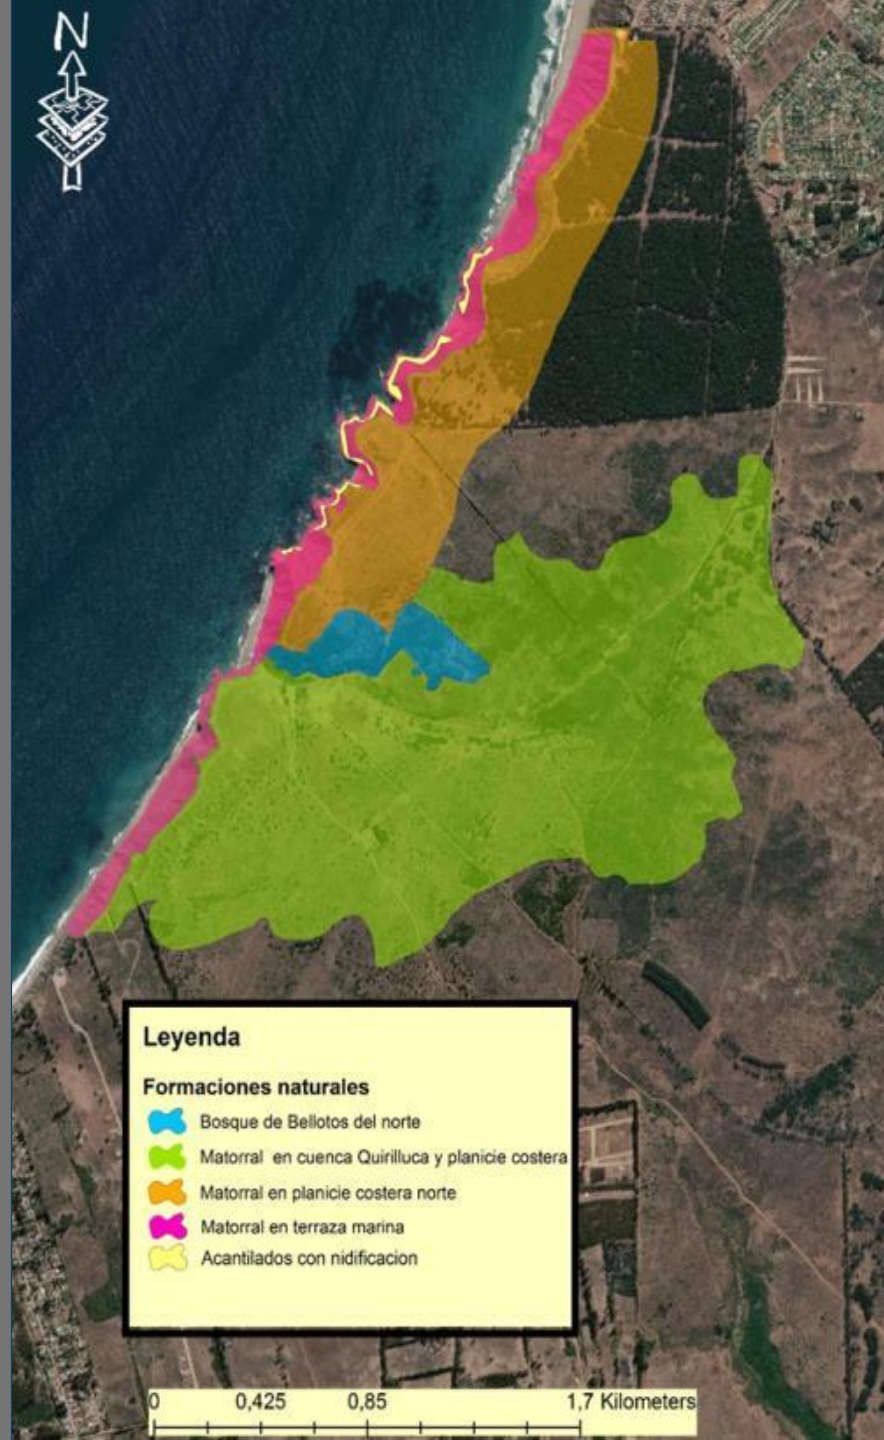 N
Leyenda
Formaciones naturales
Bosque de Bellotos del norte
Matorral en cuenca Quirilluca y planicie costera
Matorral en planicie costera norte
Matorral en terraza marina
Acantilados con nidificacion
0 0,425 0,85 1,7 Kilometers